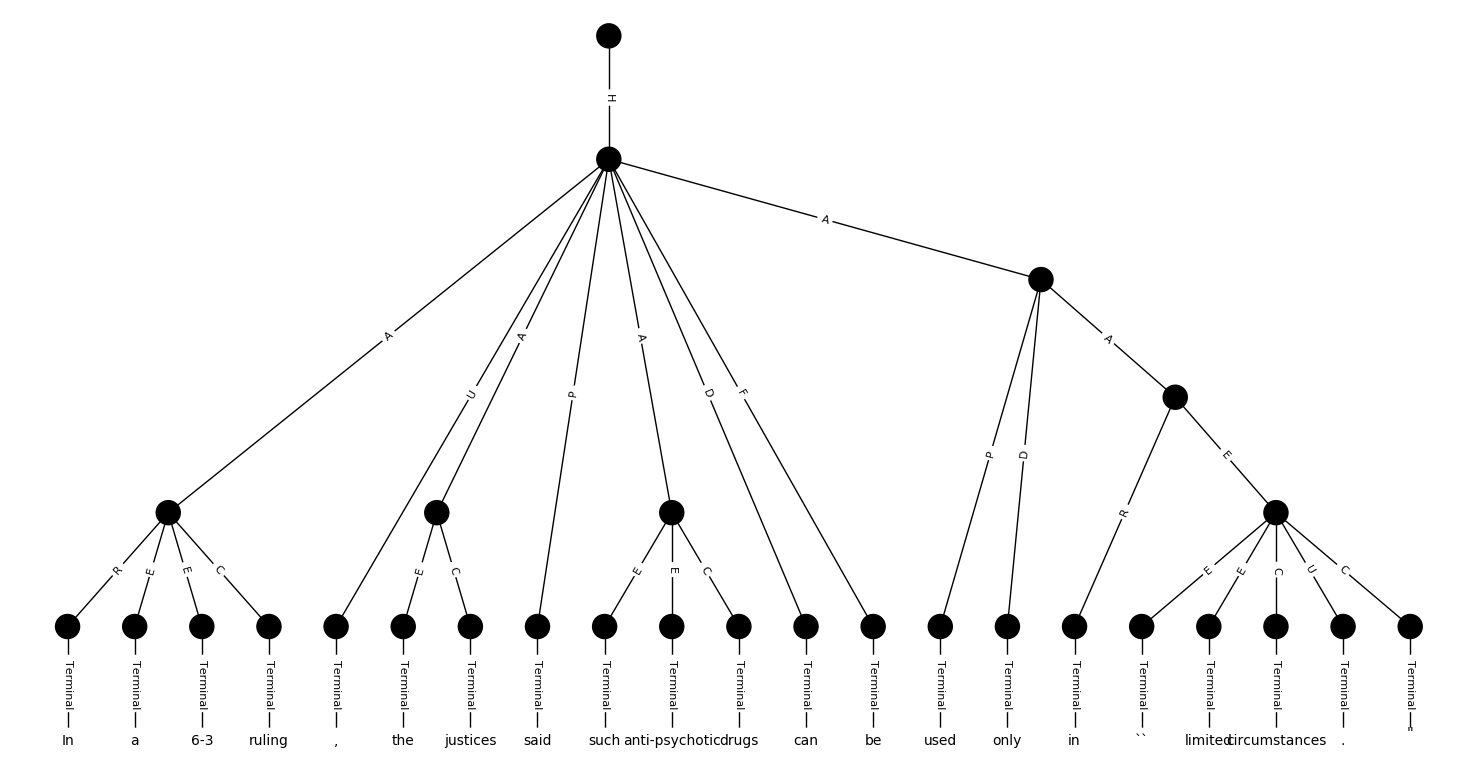 H
A
A
U
A
P
A
D
F
A
P
D
R
E
R
E
E
C
E
C
E
E
C
E
E
C
U
C
Terminal Terminal Terminal Terminal Terminal Terminal Terminal Terminal Terminal Terminal Terminal Terminal Terminal Terminal Terminal Terminal Terminal Terminal Terminal Terminal Terminal
In a 6-3 ruling , the justices said such anti-psychotic drugs can be used only in `` limited circumstances .